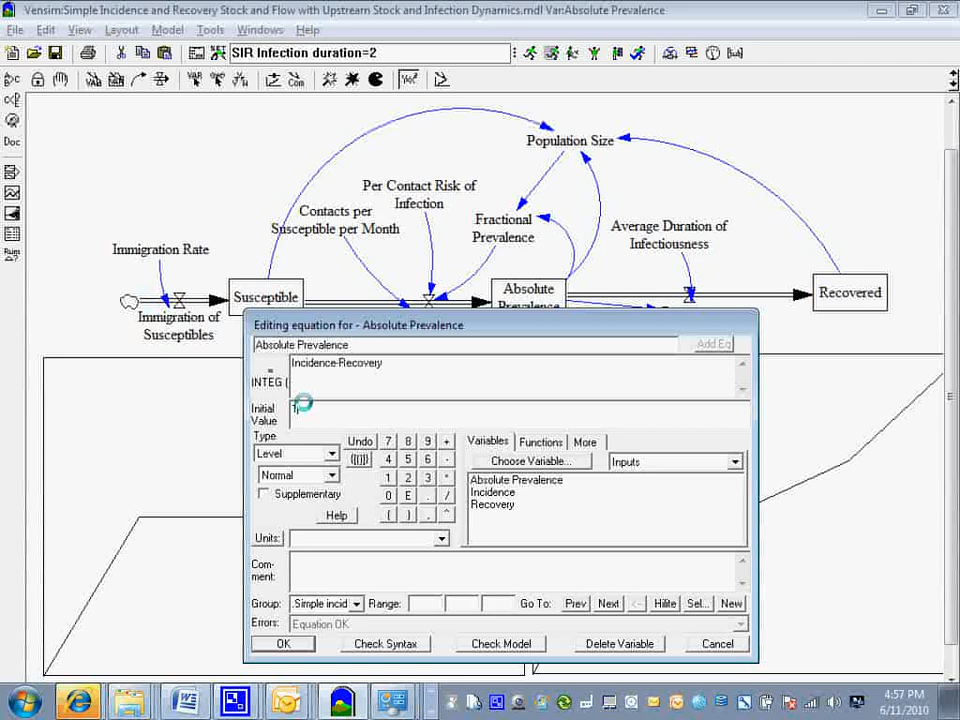 Vensim:Simple Incidence and Recovery Stock and Flow with Upstream Stock and Infection Dynamics.mdl Var:Absolute Prevalence
File Edit View Layout Model Tools Windows Help
SIR Infection duration=2
Doc
Population Size
Per Contact Risk of
Infection
Contacts per
Susceptible per Month
Fractional
Prevalence
Average Duration of
Infectiousness
Immigration Rate
Susceptible
Absolute
Prevalence
Recovered
Immigration of
Susceptibles
Editing equation for - Absolute Prevalence
Absolute Prevalence
Add Eq
=
INTEG (
Incidence-Recovery
Initial
Value
Type
Level
Normal
Supplementary
Help
Undo 7 8 9 +
{[()]} 4 5 6 -
1 2 3 *
0 E . /
( ) , ^
Variables Functions More
Choose Variable... Inputs
Absolute Prevalence
Incidence
Recovery
Units:
Com-
ment:
Group: .Simple incid Range: Go To: Prev Next <- Hilite Sel... New
Errors: Equation OK
OK Check Syntax Check Model Delete Variable Cancel
4:57 PM
6/11/2010